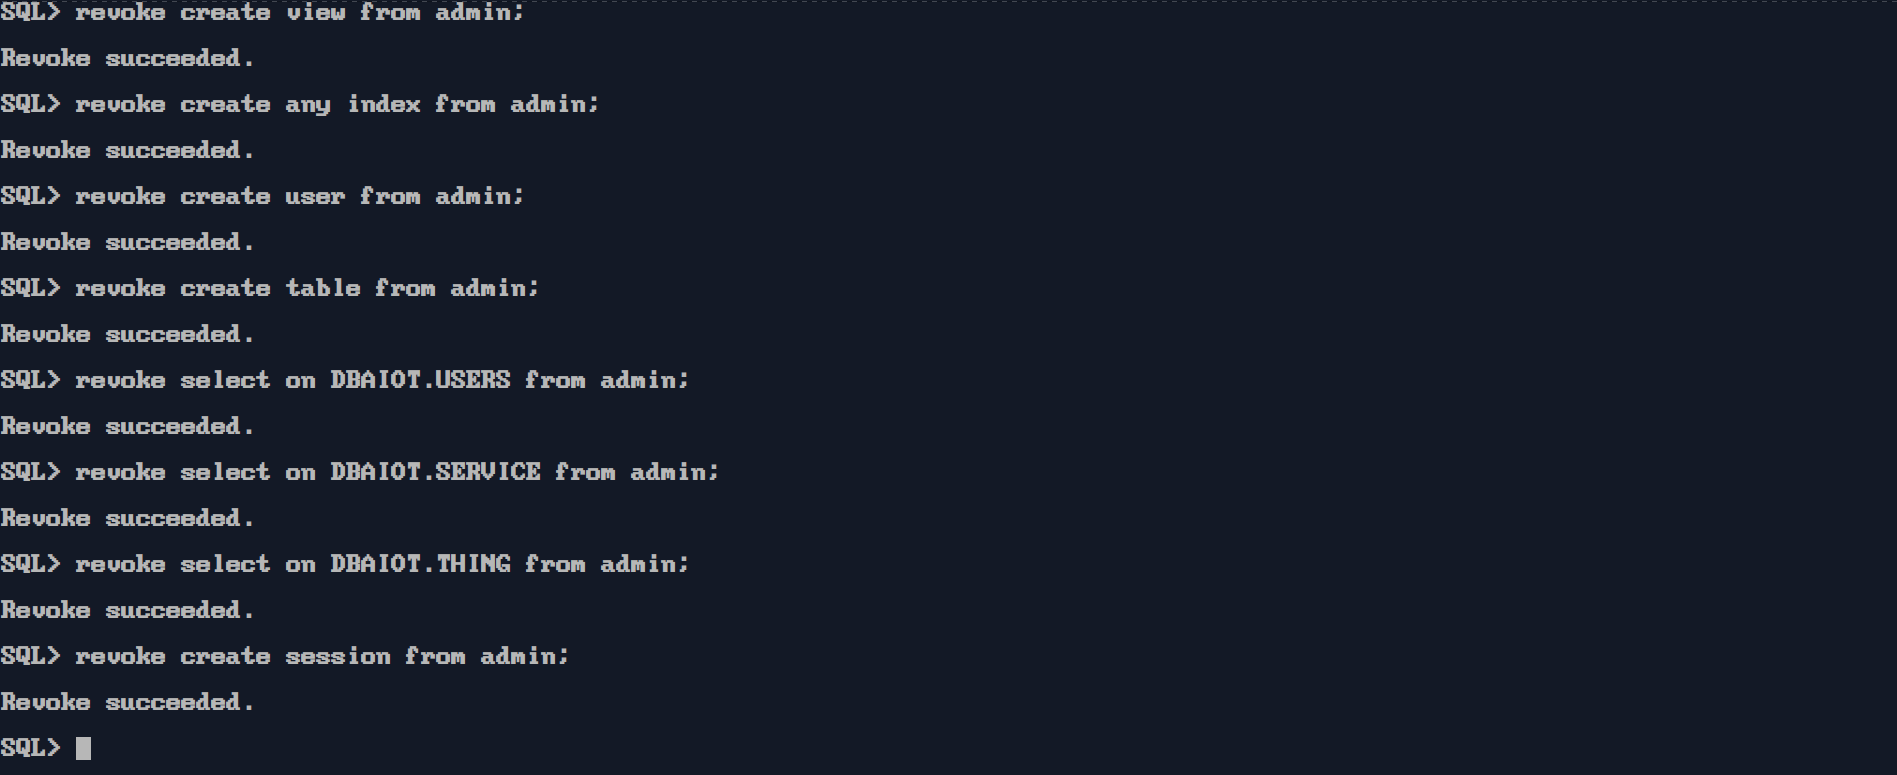 SQL> revoke create view from admin;
Revoke succeeded.
SQL> revoke create any index from admin;
Revoke succeeded.
SQL> revoke create user from admin;
Revoke succeeded.
SQL> revoke create table from admin;
Revoke succeeded.
SQL> revoke select on DBAIOT.USERS from admin;
Revoke succeeded.
SQL> revoke select on DBAIOT.SERVICE from admin;
Revoke succeeded.
SQL> revoke select on DBAIOT.THING from admin;
Revoke succeeded.
SQL> revoke create session from admin;
Revoke succeeded.
SQL>